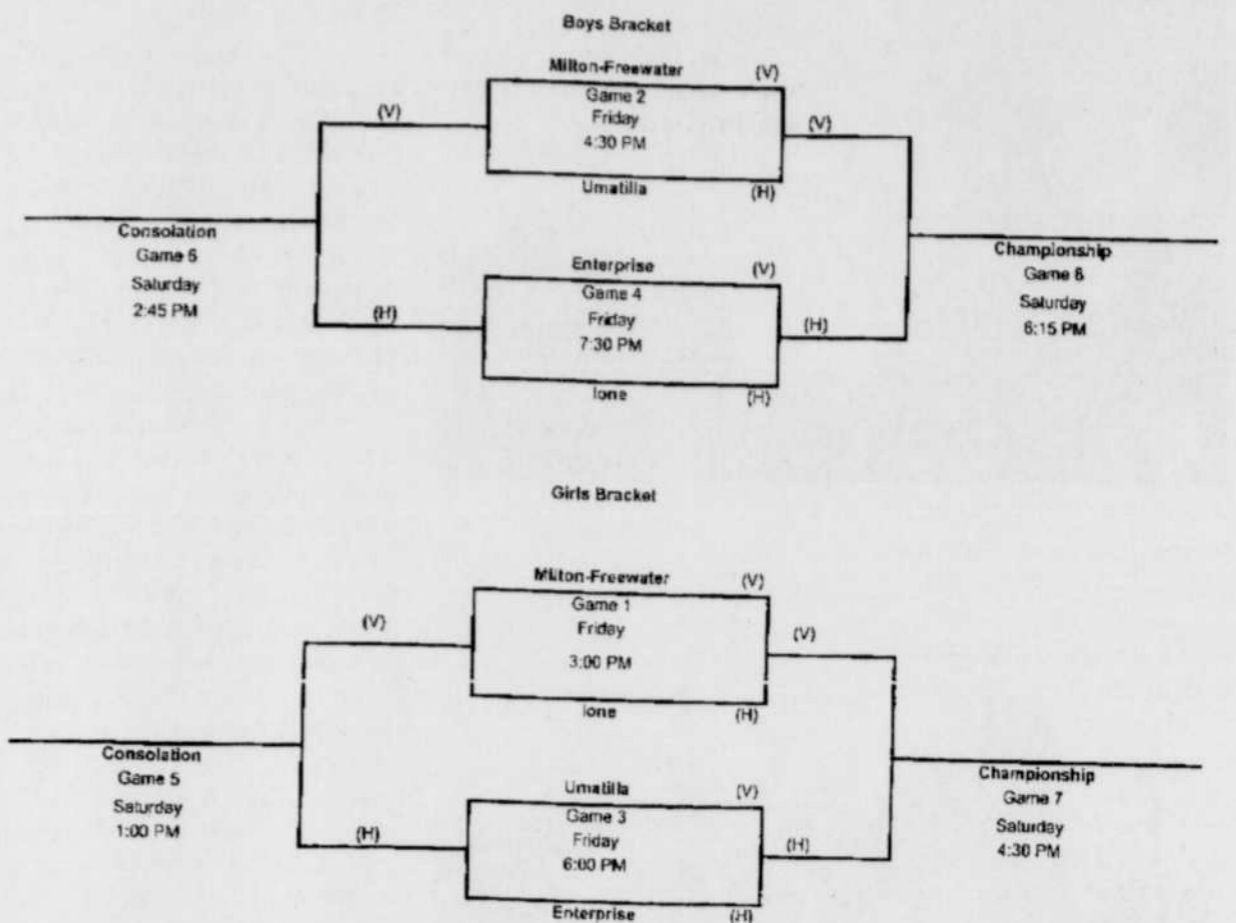 Boys Bracket
Milton-Freewater (V)
Game 2
Friday
4:30 PM
Umatilla (H)
(V)
(V)
Consolation
Game 6
Saturday
2:45 PM
Championship
Game 6
Saturday
6:15 PM
Enterprise (V)
Game 4
Friday
7:30 PM
Ione (H)
(H)
(H)
Girls Bracket
Milton-Freewater (V)
Game 1
Friday
3:00 PM
Ione (H)
(V)
(V)
Consolation
Game 5
Saturday
1:00 PM
Championship
Game 7
Saturday
4:30 PM
Umatilla (V)
Game 3
Friday
6:00 PM
Enterprise (H)
(H)
(H)